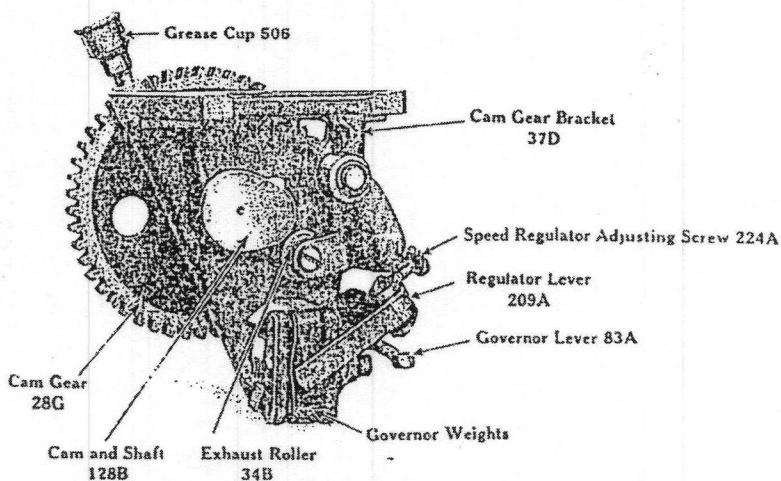 Grease Cup 506
Cam Gear Bracket
37D
Speed Regulator Adjusting Screw 224A
Regulator Lever
209A
Governor Lever 83A
Cam Gear
28G
Governor Weights
Cam and Shaft
128B
Exhaust Roller
34B